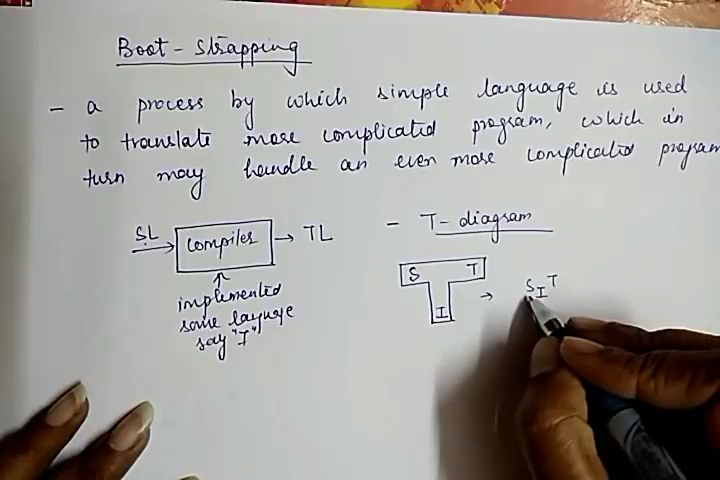 Boot - strapping
- a process by which simple language is used
to translate more complicated program, which in
turn may handle an even more complicated program
SL → compiler → TL
implemented
some language
say "I"
- T - diagram
S T
I
→ S I T